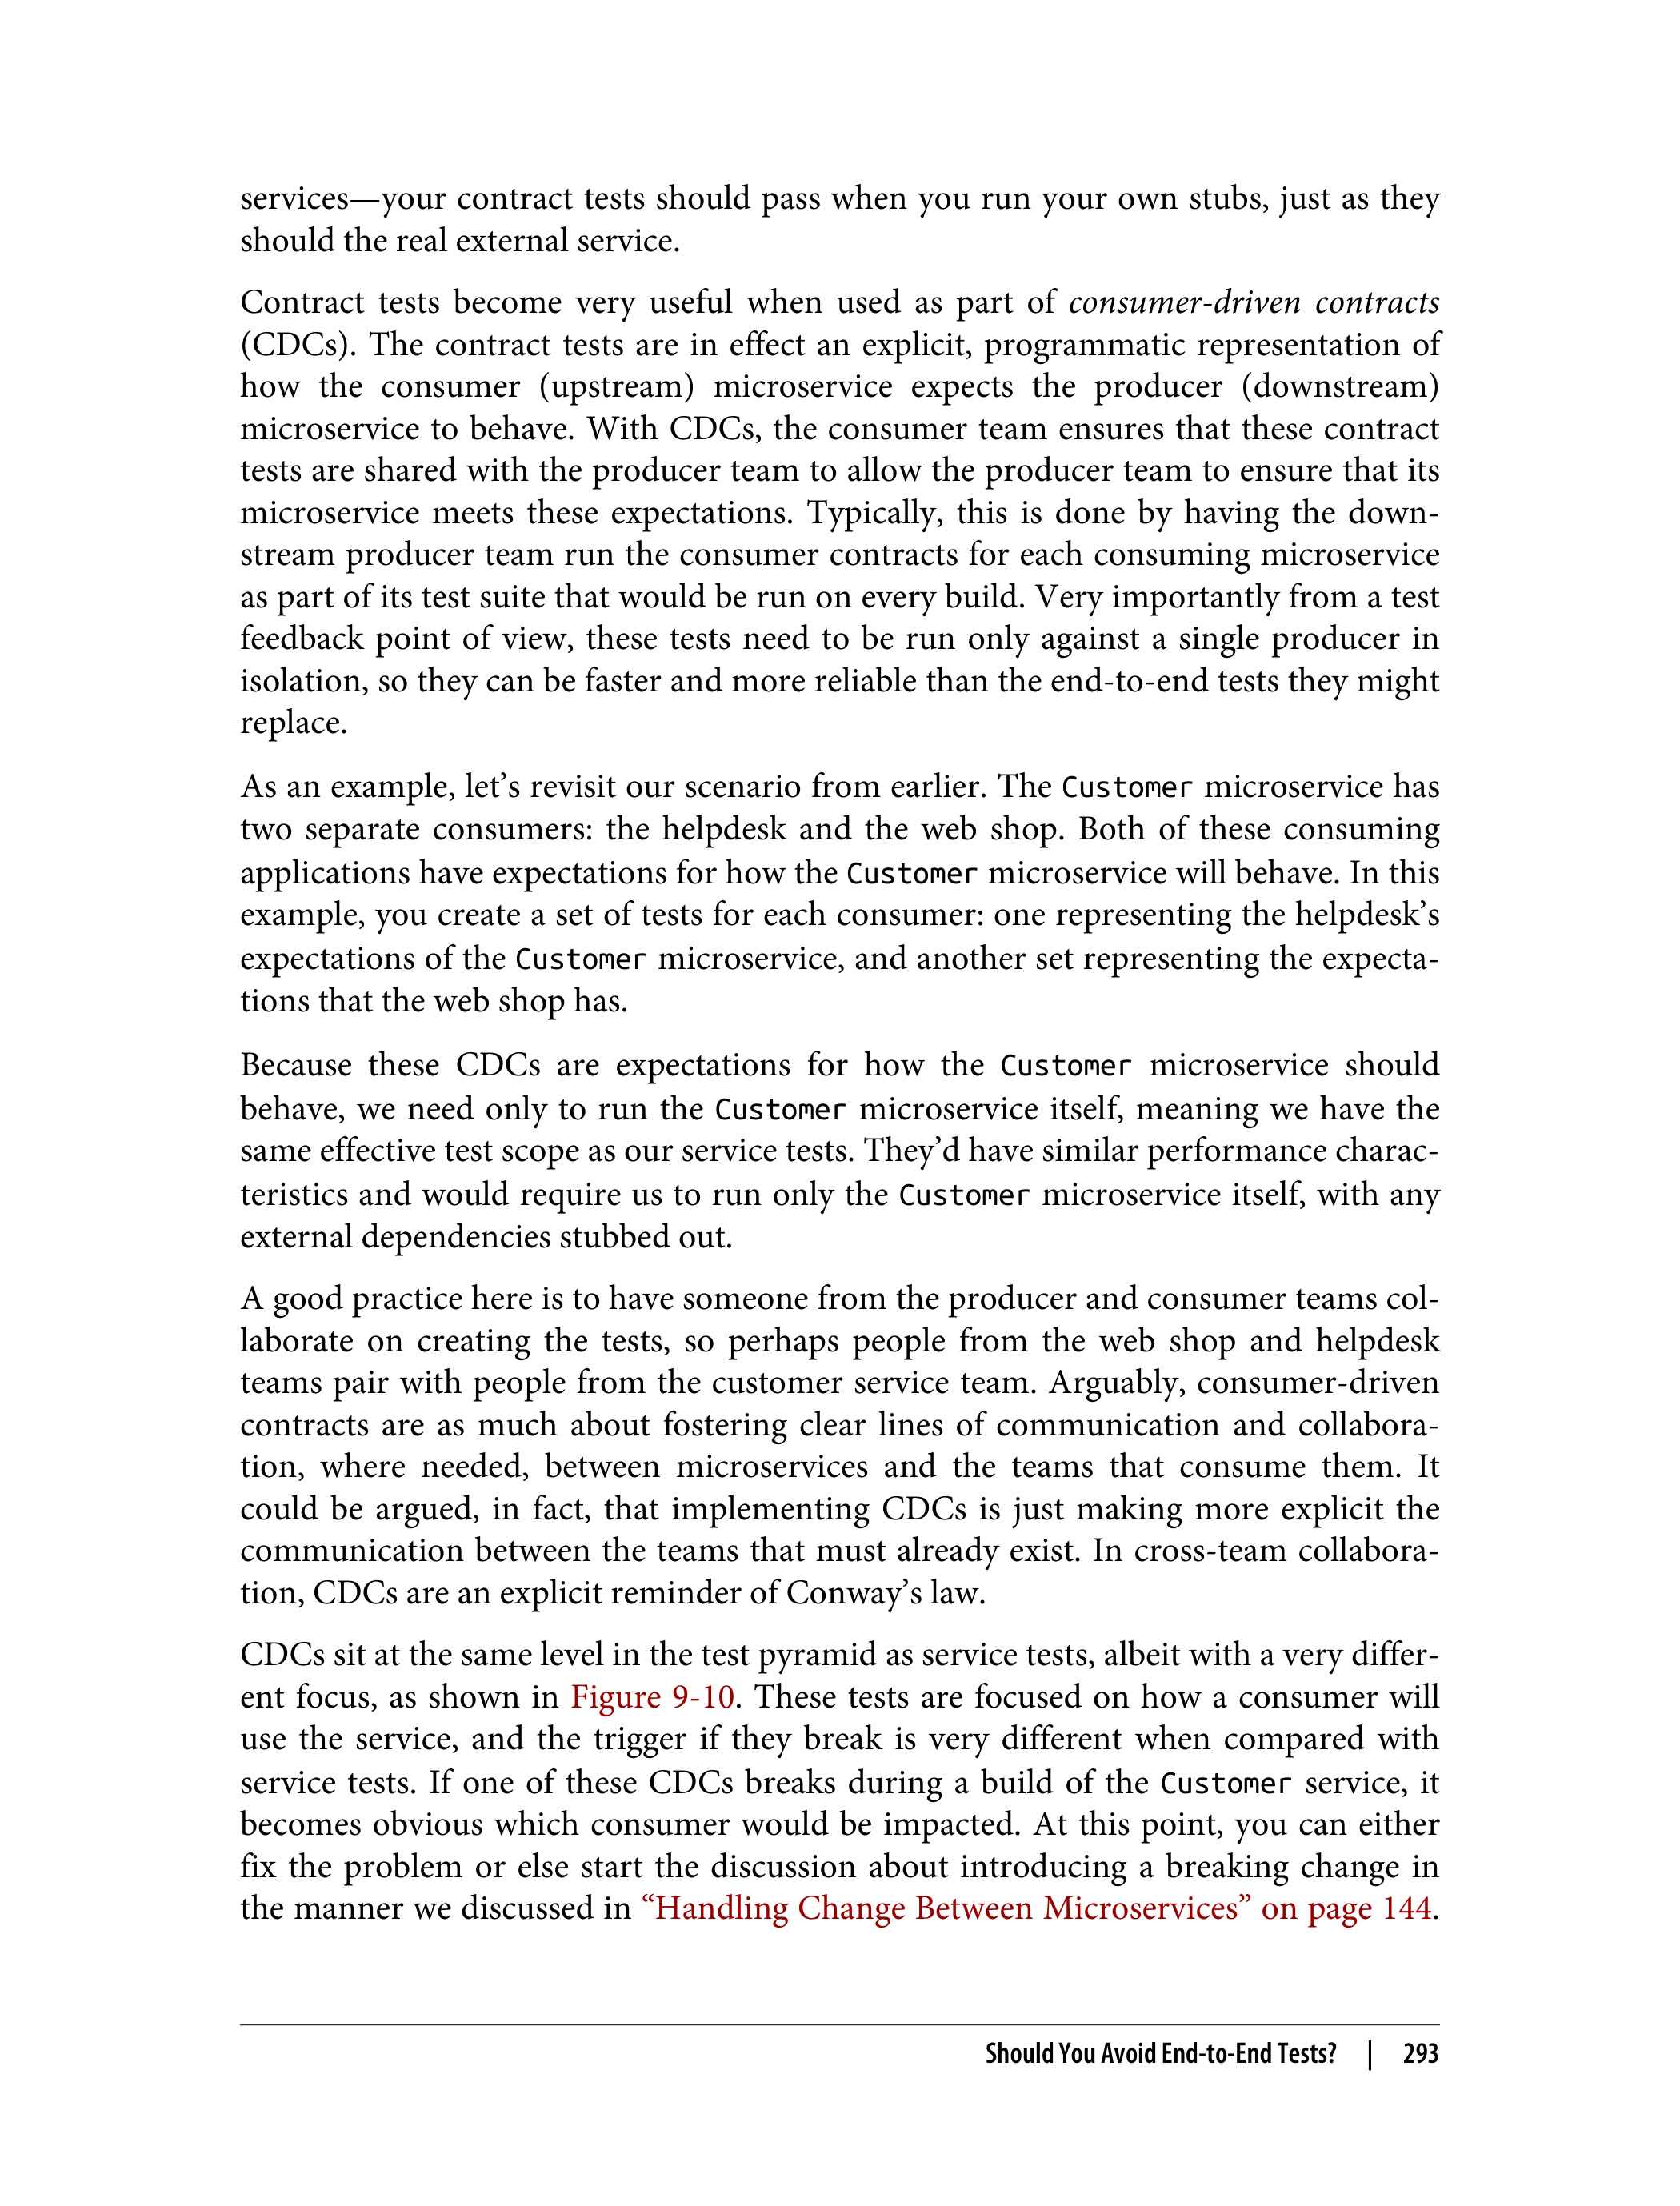 services—your contract tests should pass when you run your own stubs, just as they
should the real external service.
Contract tests become very useful when used as part of consumer-driven contracts
(CDCs). The contract tests are in effect an explicit, programmatic representation of
how the consumer (upstream) microservice expects the producer (downstream)
microservice to behave. With CDCs, the consumer team ensures that these contract
tests are shared with the producer team to allow the producer team to ensure that its
microservice meets these expectations. Typically, this is done by having the down-
stream producer team run the consumer contracts for each consuming microservice
as part of its test suite that would be run on every build. Very importantly from a test
feedback point of view, these tests need to be run only against a single producer in
isolation, so they can be faster and more reliable than the end-to-end tests they might
replace.
As an example, let’s revisit our scenario from earlier. The Customer microservice has
two separate consumers: the helpdesk and the web shop. Both of these consuming
applications have expectations for how the Customer microservice will behave. In this
example, you create a set of tests for each consumer: one representing the helpdesk’s
expectations of the Customer microservice, and another set representing the expecta-
tions that the web shop has.
Because these CDCs are expectations for how the Customer microservice should
behave, we need only to run the Customer microservice itself, meaning we have the
same effective test scope as our service tests. They’d have similar performance charac-
teristics and would require us to run only the Customer microservice itself, with any
external dependencies stubbed out.
A good practice here is to have someone from the producer and consumer teams col-
laborate on creating the tests, so perhaps people from the web shop and helpdesk
teams pair with people from the customer service team. Arguably, consumer-driven
contracts are as much about fostering clear lines of communication and collabora-
tion, where needed, between microservices and the teams that consume them. It
could be argued, in fact, that implementing CDCs is just making more explicit the
communication between the teams that must already exist. In cross-team collabora-
tion, CDCs are an explicit reminder of Conway’s law.
CDCs sit at the same level in the test pyramid as service tests, albeit with a very differ-
ent focus, as shown in Figure 9-10. These tests are focused on how a consumer will
use the service, and the trigger if they break is very different when compared with
service tests. If one of these CDCs breaks during a build of the Customer service, it
becomes obvious which consumer would be impacted. At this point, you can either
fix the problem or else start the discussion about introducing a breaking change in
the manner we discussed in “Handling Change Between Microservices” on page 144.
Should You Avoid End-to-End Tests? | 293